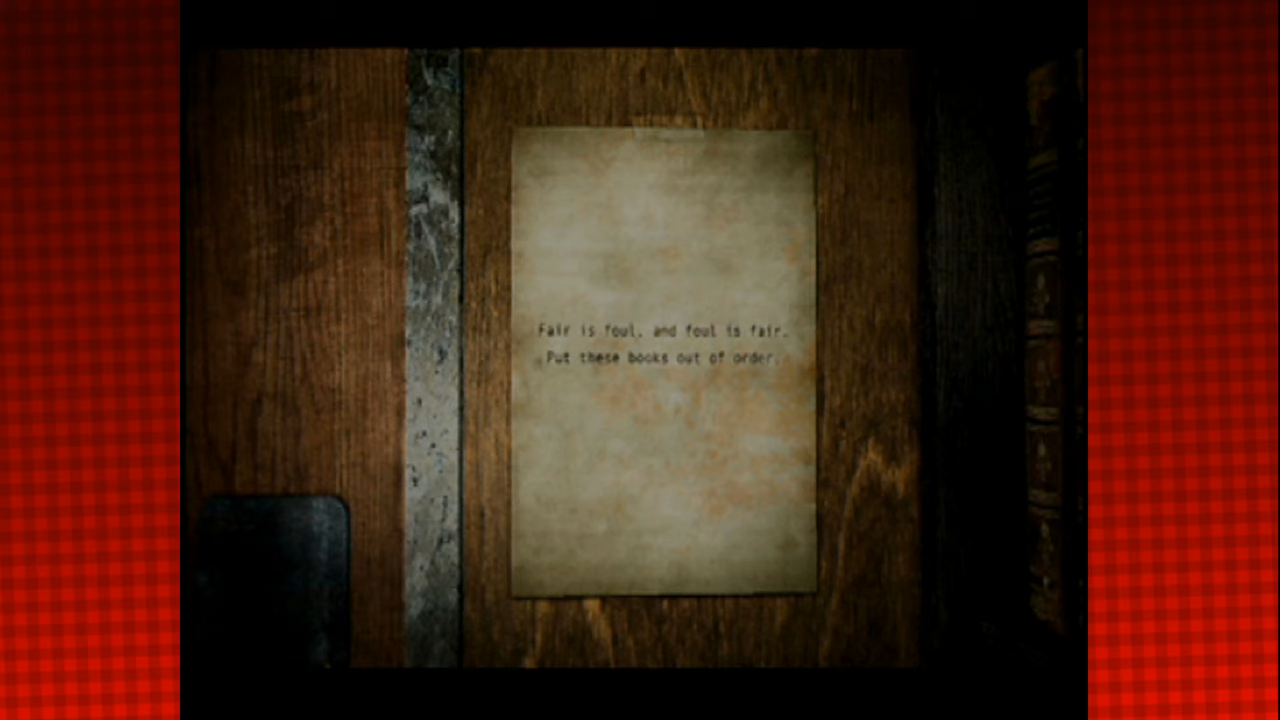 Fair is foul, and foul is fair.
Put these books out of order.